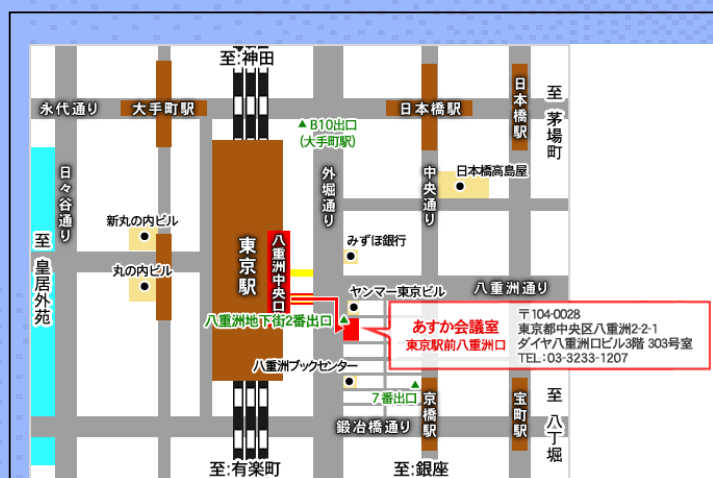 至:神田
永代通り
大手町駅
日本橋駅
日本橋駅
至 茅場町
▲B10出口
(大手町駅)
日々谷通り
外堀通り
中央通り
日本橋高島屋
新丸の内ビル
丸の内ビル
東京駅
八重洲中央口
みずほ銀行
至 皇居外苑
八重洲通り
ヤンマー東京ビル
八重洲地下街2番出口▲
あすか会議室
東京駅前八重洲口
〒104-0028
東京都中央区八重洲2-2-1
ダイヤ八重洲口ビル3階 303号室
TEL:03-3233-1207
八重洲ブックセンター
7番出口
京橋駅
宝町駅
至 八丁堀
鍛冶橋通り
至:有楽町
至:銀座